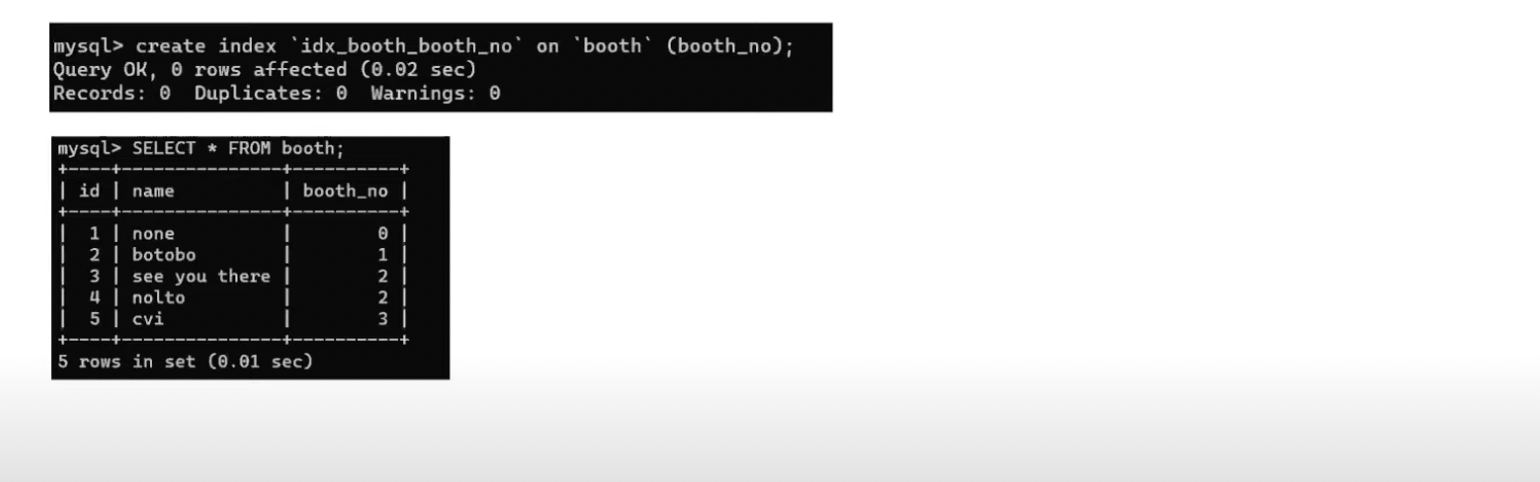 mysql> create index `idx_booth_booth_no` on `booth` (booth_no);
Query OK, 0 rows affected (0.02 sec)
Records: 0  Duplicates: 0  Warnings: 0
mysql> SELECT * FROM booth;
+----+---------------+----------+
| id | name          | booth_no |
+----+---------------+----------+
|  1 | none          |        0 |
|  2 | botobo        |        1 |
|  3 | see you there |        2 |
|  4 | nolto         |        2 |
|  5 | cvi           |        3 |
+----+---------------+----------+
5 rows in set (0.01 sec)